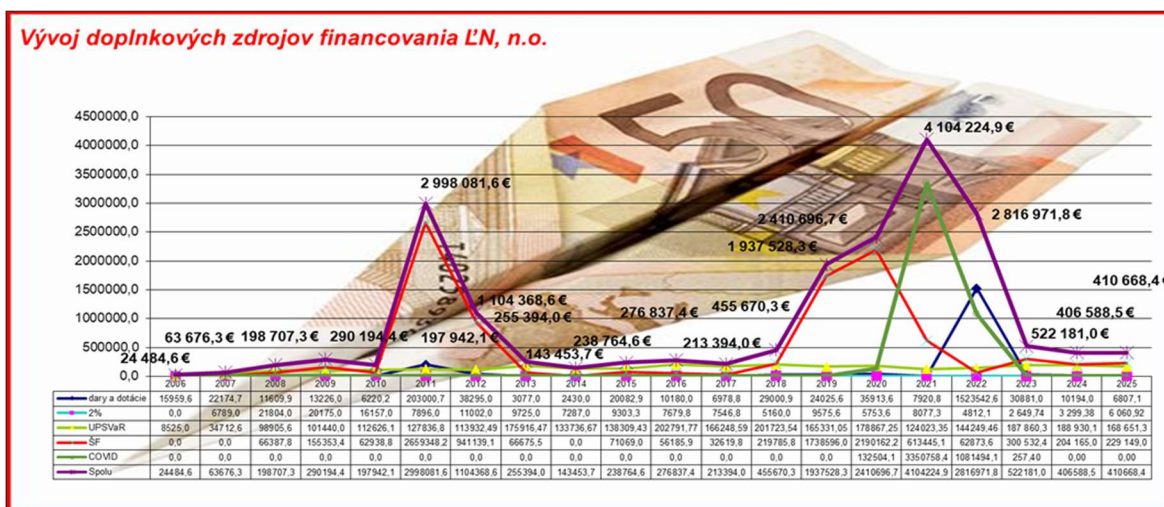 Vývoj doplnkových zdrojov financovania ĽN, n.o.
4500000,0
4000000,0
3500000,0
3000000,0
2500000,0
2000000,0
1500000,0
1000000,0
500000,0
0,0
24 484,6 €
63 676,3 €
198 707,3 €
290 194,4 €
197 942,1 €
2 998 081,6 €
1 104 368,6 €
255 394,0 €
143 453,7 €
238 764,6 €
276 837,4 €
213 394,0 €
455 670,3 €
1 937 528,3 €
2 410 696,7 €
4 104 224,9 €
2 816 971,8 €
522 181,0 €
406 588,5 €
410 668,4 €
2006 2007 2008 2009 2010 2011 2012 2013 2014 2015 2016 2017 2018 2019 2020 2021 2022 2023 2024 2025
dary a dotácie 15959,6 22174,7 11609,9 13226,0 6220,2 203000,7 38295,0 3077,0 2430,0 20082,9 10180,0 6978,8 29000,9 24025,6 35913,6 7920,8 1523542,6 30881,0 10194,0 6807,1
2% 0,0 6789,0 21804,0 20175,0 16157,0 7896,0 11002,0 9725,0 7287,0 9303,3 7679,8 7546,8 5160,0 9575,6 5753,6 8077,3 4812,1 2 649,74 3 299,38 6 060,92
UPSVaR 8525,0 34712,6 98905,6 101440,0 112626,1 127836,8 113932,49 175916,47 133736,67 138309,43 202791,77 166248,59 201723,54 165331,05 178867,25 124023,35 144249,46 187 860,3 188 930,1 168 651,3
ŠF 0,0 0,0 66387,8 155353,4 62938,8 2659348,2 941139,1 66675,5 0,0 71069,0 56185,9 32619,8 219785,8 1738596,0 2190162,2 613445,1 62873,6 300 532,4 204 165,0 229 149,0
COVID 0,0 0,0 0,0 0,0 0,0 0,0 0,0 0,0 0,0 0,0 0,0 0,0 0,0 0,0 132504,1 3350758,4 1081494,1 257,40 0,00 0,00
Spolu 24484,6 63676,3 198707,3 290194,4 197942,1 2998081,6 1104368,6 255394,0 143453,7 238764,6 276837,4 213394,0 455670,3 1937528,3 2410696,7 4104224,9 2816971,8 522181,0 406588,5 410668,4